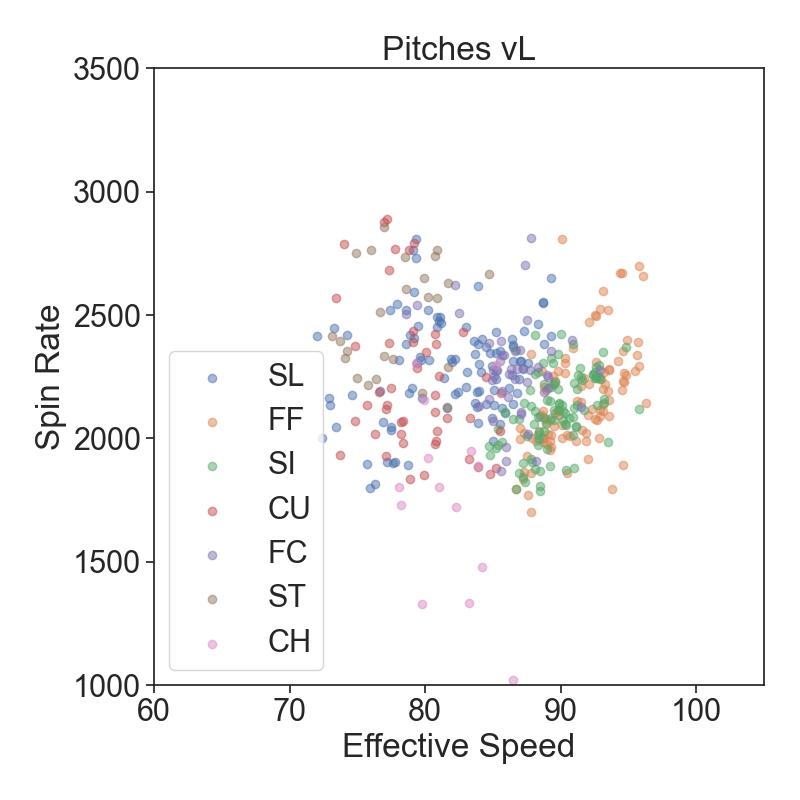 Pitches vL
3500
3000
2500
2000
1500
1000
Spin Rate
SL
FF
SI
CU
FC
ST
CH
60 70 80 90 100
Effective Speed